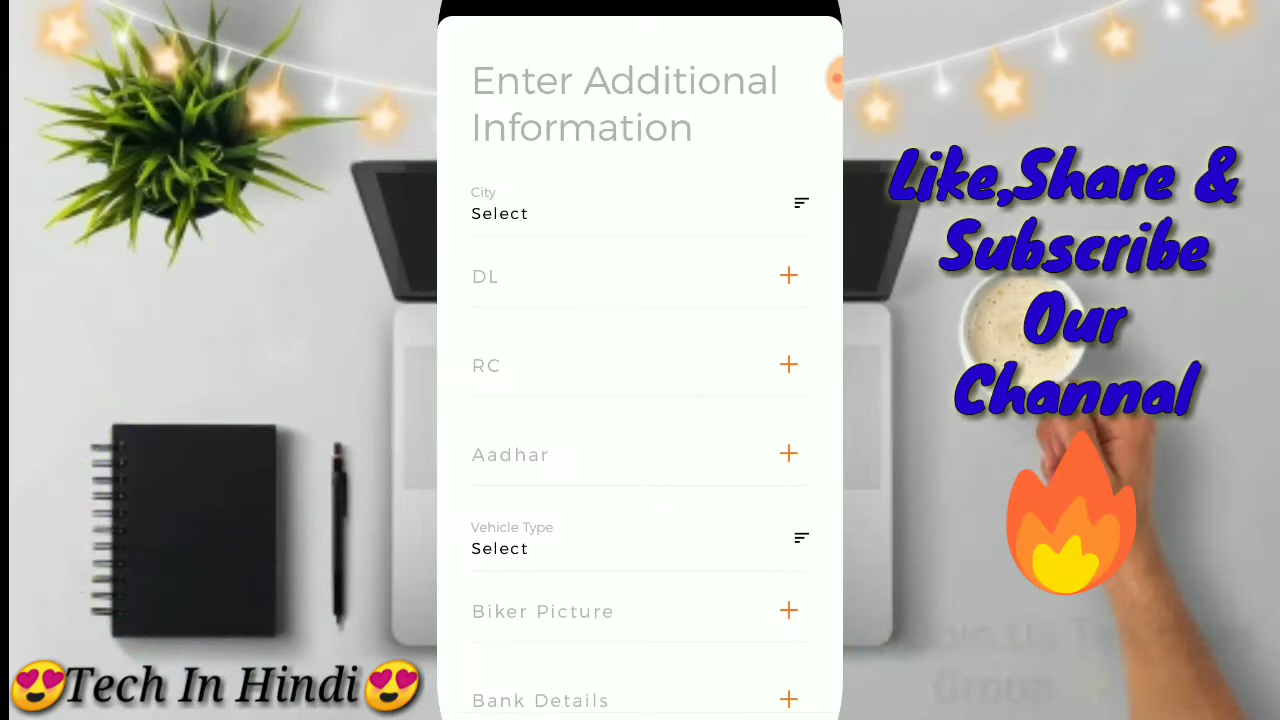 Enter Additional
Information
City
Select
DL
RC
Aadhar
Vehicle Type
Select
Biker Picture
Bank Details
Like,Share &
Subscribe
Our
Channal
Tech In Hindi
Group